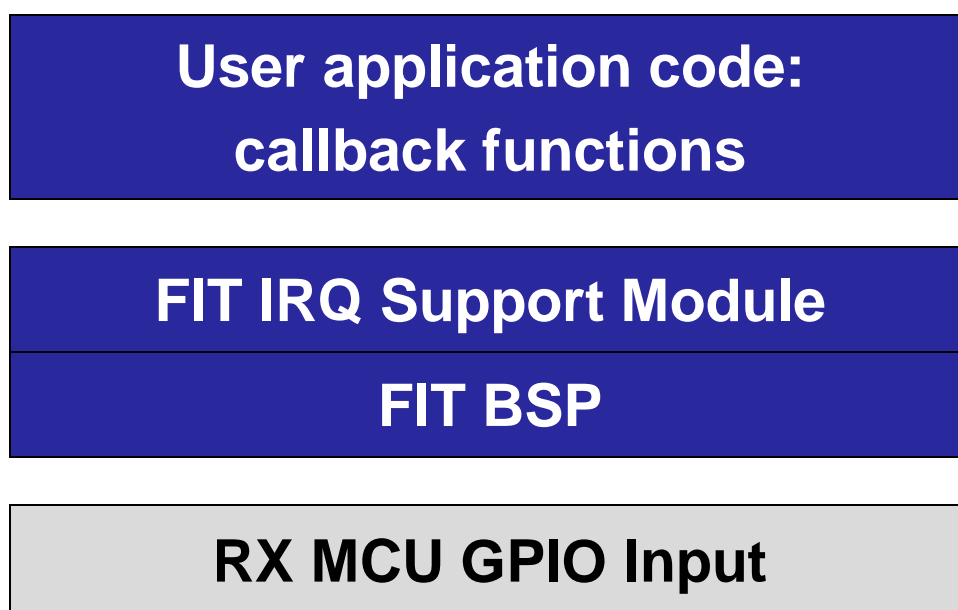 User application code:
callback functions
FIT IRQ Support Module
FIT BSP
RX MCU GPIO Input